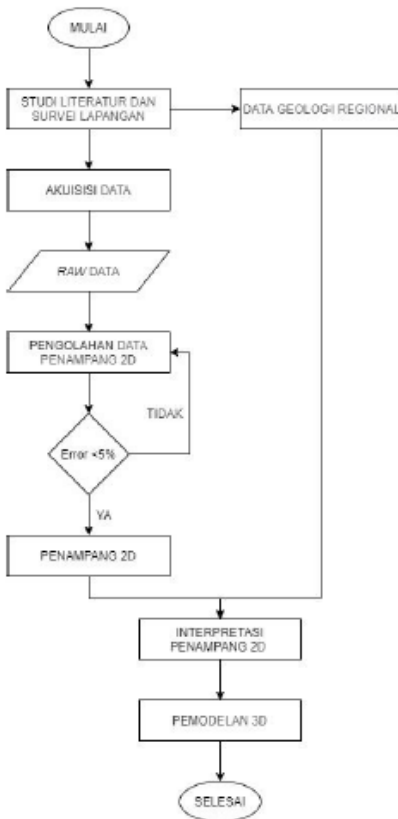 MULAI
STUDI LITERATUR DAN
SURVEI LAPANGAN
DATA GEOLOGI REGIONAL
AKUISISI DATA
RAW DATA
PENGOLAHAN DATA
PENAMPANG 2D
TIDAK
Error <5%
YA
PENAMPANG 2D
INTERPRETASI
PENAMPANG 2D
PEMODELAN 3D
SELESAI